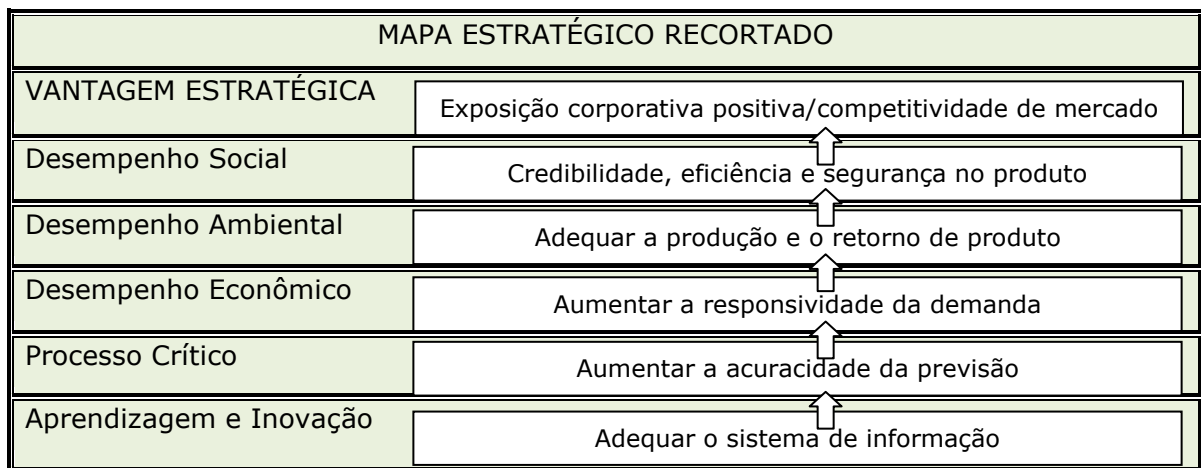 MAPA ESTRATÉGICO RECORTADO
VANTAGEM ESTRATÉGICA
Exposição corporativa positiva/competitividade de mercado
Desempenho Social
Credibilidade, eficiência e segurança no produto
Desempenho Ambiental
Adequar a produção e o retorno de produto
Desempenho Econômico
Aumentar a responsividade da demanda
Processo Crítico
Aumentar a acuracidade da previsão
Aprendizagem e Inovação
Adequar o sistema de informação